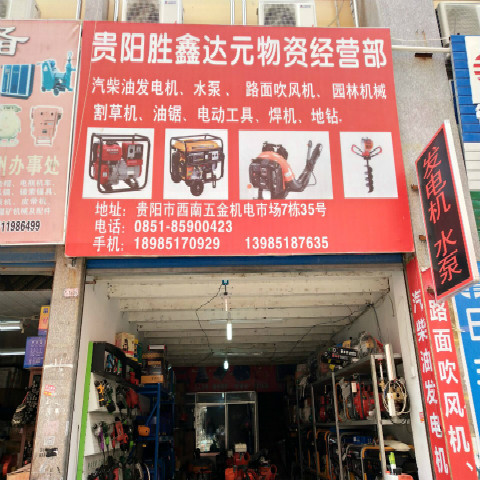 贵阳胜鑫达元物资经营部
汽柴油发电机、水泵、路面吹风机、园林机械
割草机、油锯、电动工具、焊机、地钻.
地址：贵阳市西南五金机电市场7栋35号
电话：0851-85900423
手机：18985170929 13985187635
备
州办事处
11986499
发电机 水泵
汽柴油发电机
路面吹风机、